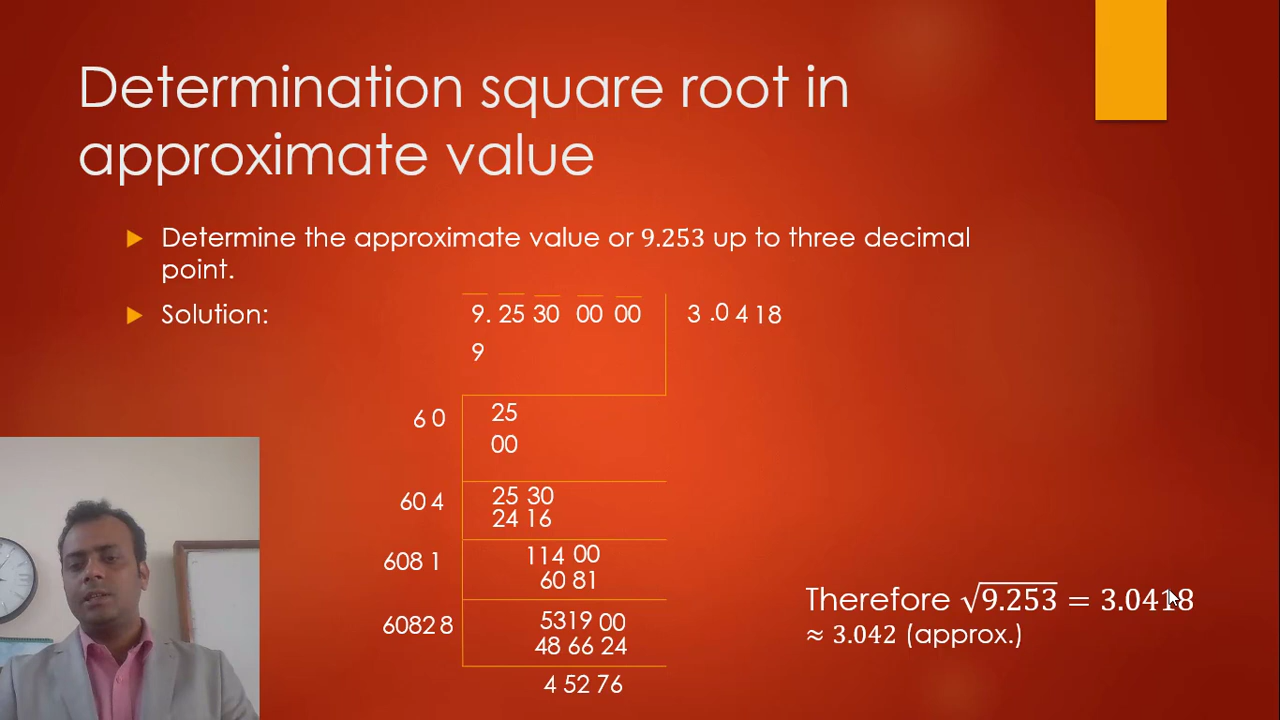 Determination square root in
approximate value
Determine the approximate value or 9.253 up to three decimal
point.
Solution:
9. 25 30 00 00 3 .0 4 18
9
6 0 25
00
60 4 25 30
24 16
608 1 114 00
60 81
6082 8 5319 00
48 66 24
4 52 76
Therefore √9.253 = 3.0418
≈ 3.042 (approx.)